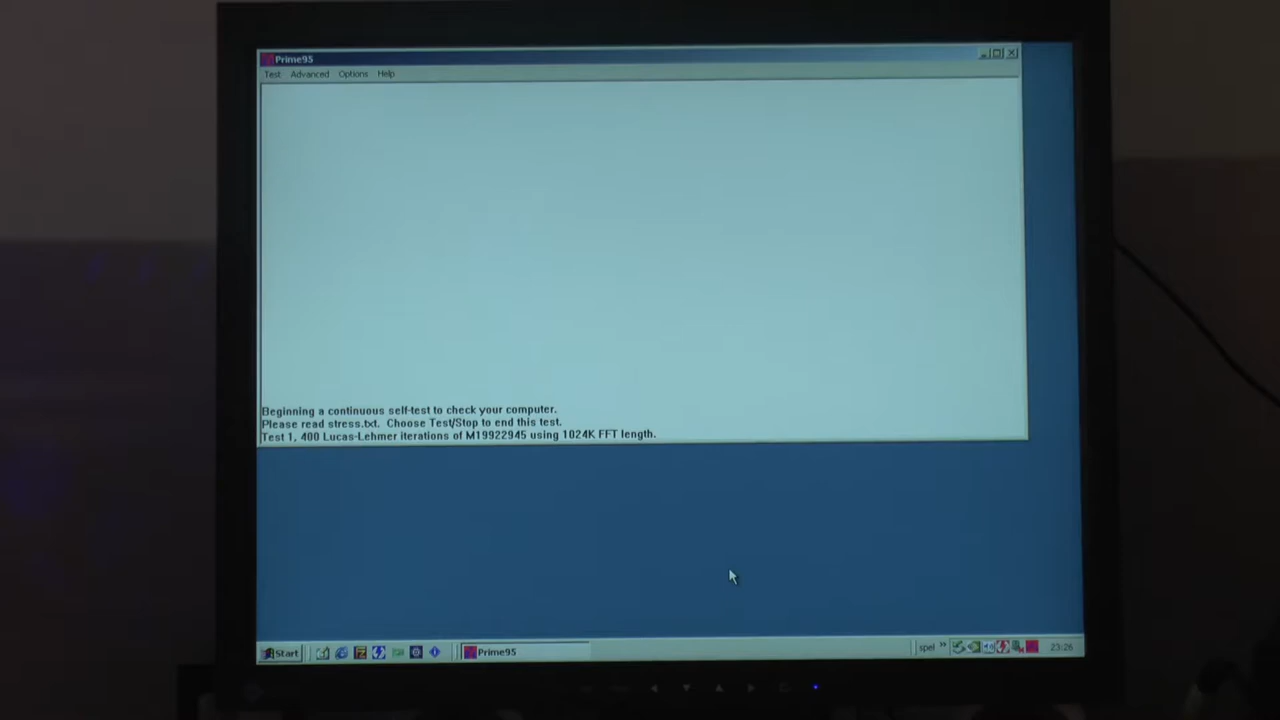 Prime95
Test Advanced Options Help
Beginning a continuous self-test to check your computer.
Please read stress.txt. Choose Test/Stop to end this test.
Test 1, 400 Lucas-Lehmer iterations of M19922945 using 1024K FFT length.
Start Prime95 spel » 23:26